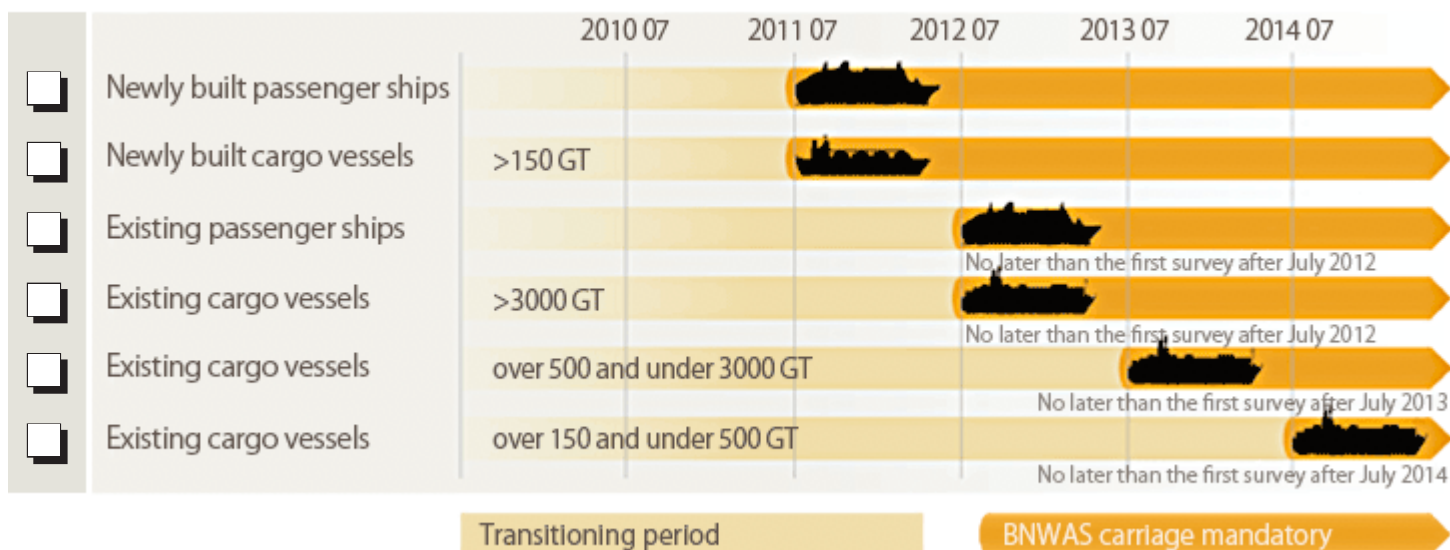 2010 07 2011 07 2012 07 2013 07 2014 07
Newly built passenger ships
Newly built cargo vessels >150 GT
Existing passenger ships
No later than the first survey after July 2012
Existing cargo vessels >3000 GT
No later than the first survey after July 2012
Existing cargo vessels over 500 and under 3000 GT
No later than the first survey after July 2013
Existing cargo vessels over 150 and under 500 GT
No later than the first survey after July 2014
Transitioning period BNWAS carriage mandatory